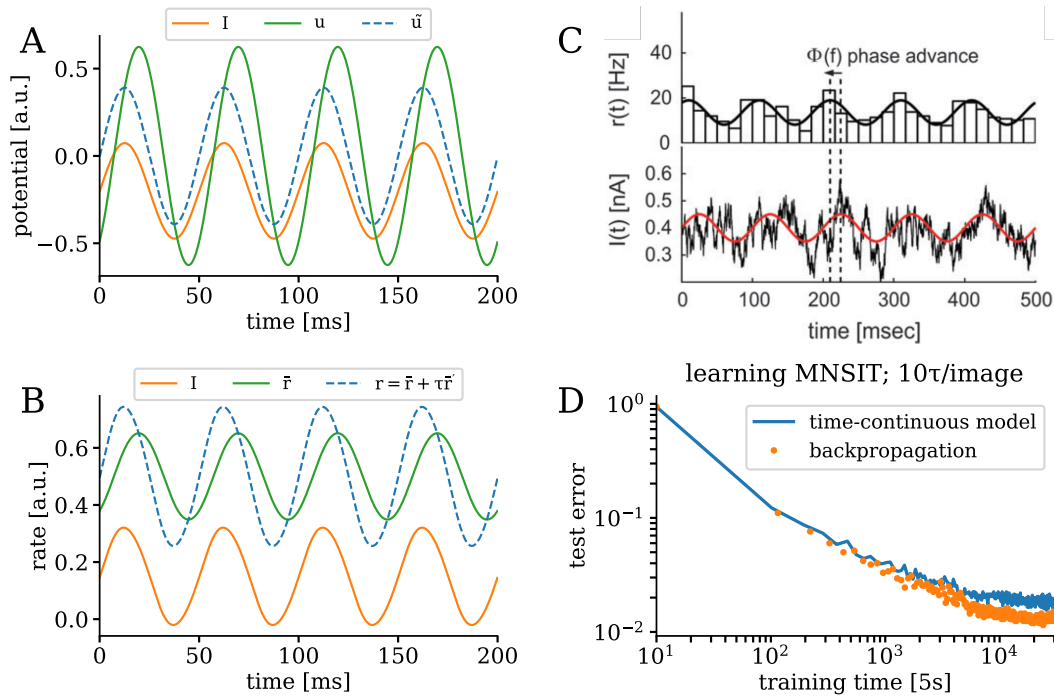 A
I u ũ
potential [a.u.]
0.5
0.0
−0.5
0 50 100 150 200
time [ms]
B
I r̄ r = r̄ + τṙ̄
rate [a.u.]
0.6
0.4
0.2
0.0
0 50 100 150 200
time [ms]
C
Φ(f) phase advance
r(t) [Hz]
40
20
0
I(t) [nA]
0.6
0.5
0.4
0.3
0 100 200 300 400 500
time [msec]
learning MNSIT; 10τ/image
D
time-continuous model
backpropagation
test error
10⁰
10⁻¹
10⁻²
10¹ 10² 10³ 10⁴
training time [5s]